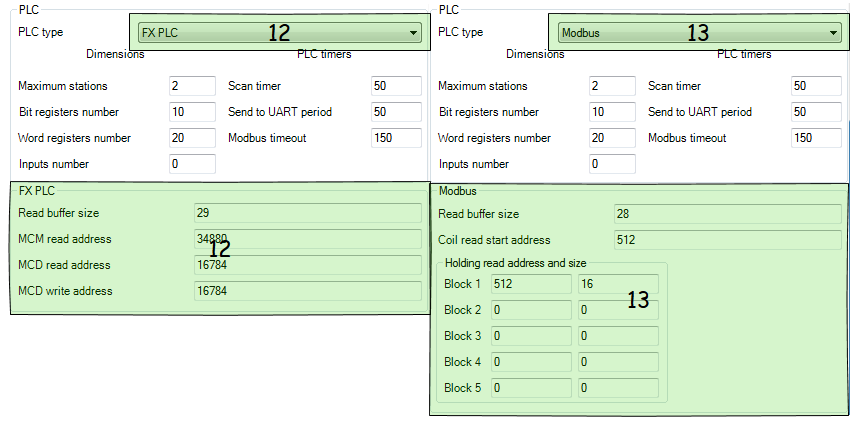 PLC
PLC type FX PLC 12
Dimensions PLC timers
Maximum stations 2 Scan timer 50
Bit registers number 10 Send to UART period 50
Word registers number 20 Modbus timeout 150
Inputs number 0
FX PLC
Read buffer size 29
MCM read address 34880
12
MCD read address 16784
MCD write address 16784
PLC
PLC type Modbus 13
Dimensions PLC timers
Maximum stations 2 Scan timer 50
Bit registers number 10 Send to UART period 50
Word registers number 20 Modbus timeout 150
Inputs number 0
Modbus
Read buffer size 28
Coil read start address 512
Holding read address and size
Block 1 512 16
13
Block 2 0 0
Block 3 0 0
Block 4 0 0
Block 5 0 0